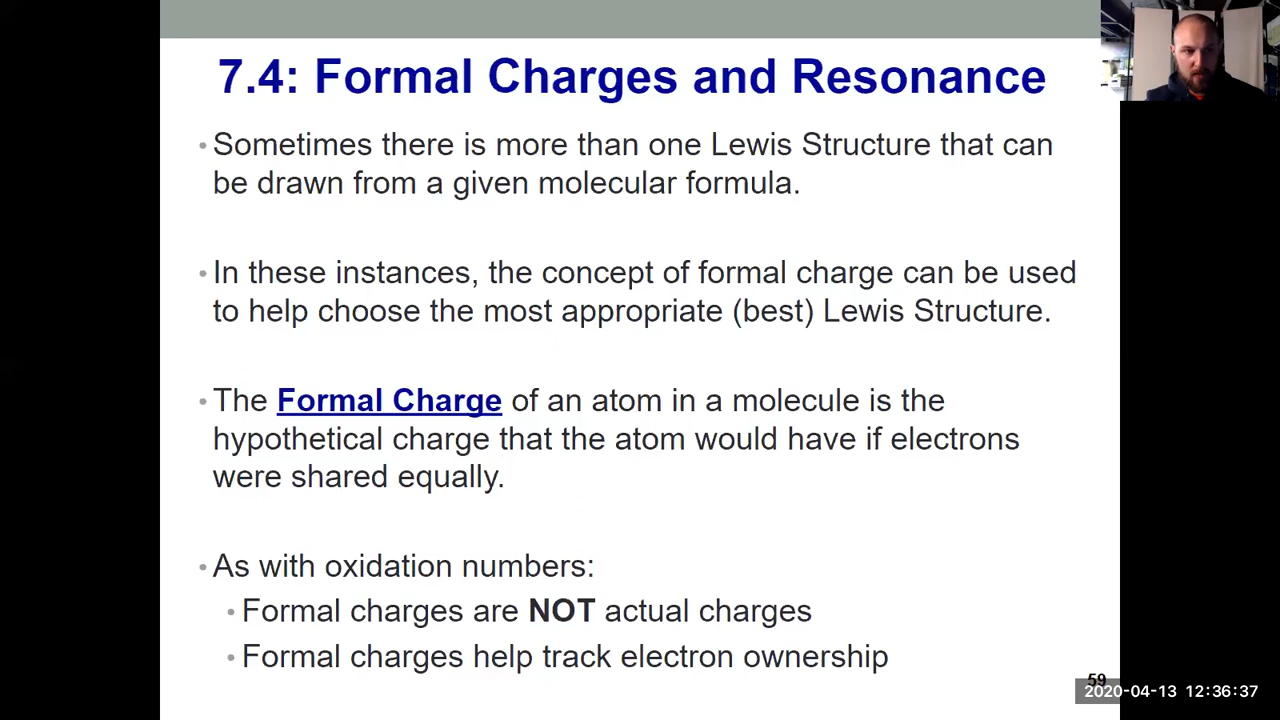 7.4: Formal Charges and Resonance
• Sometimes there is more than one Lewis Structure that can
be drawn from a given molecular formula.
• In these instances, the concept of formal charge can be used
to help choose the most appropriate (best) Lewis Structure.
• The Formal Charge of an atom in a molecule is the
hypothetical charge that the atom would have if electrons
were shared equally.
• As with oxidation numbers:
• Formal charges are NOT actual charges
• Formal charges help track electron ownership
59
2020-04-13 12:36:37